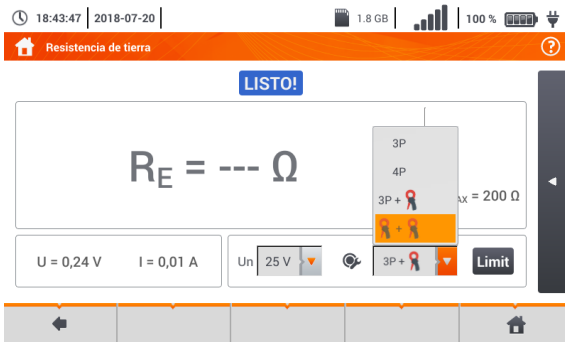 18:43:47 2018-07-20 1.8 GB 100 %
Resistencia de tierra ?
LISTO!
RE = --- Ω
3P
4P
3P +
+
= 200 Ω
U = 0,24 V I = 0,01 A Un 25 V 3P + Limit